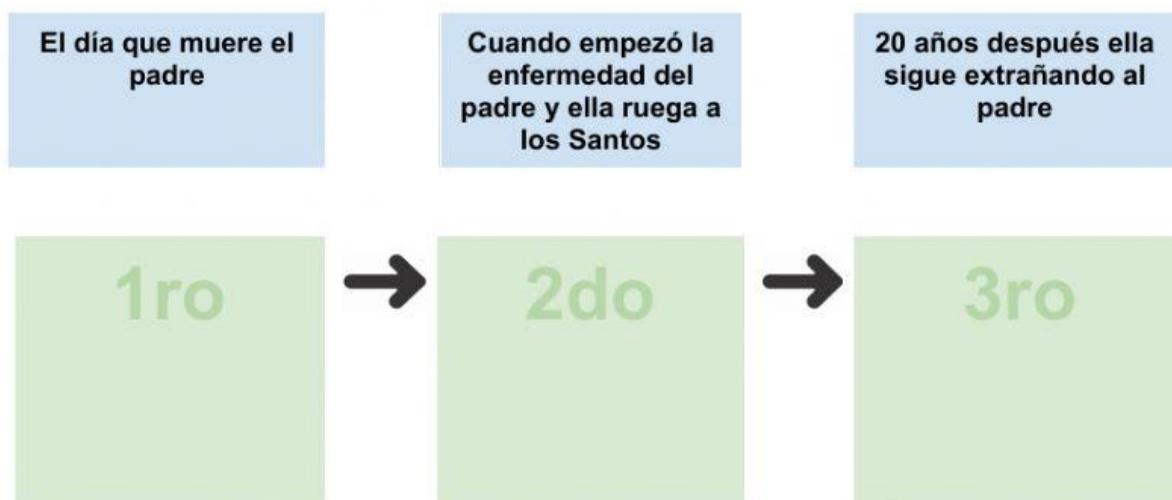 El día que muere el
padre
Cuando empezó la
enfermedad del
padre y ella ruega a
los Santos
20 años después ella
sigue extrañando al
padre
1ro
2do
3ro